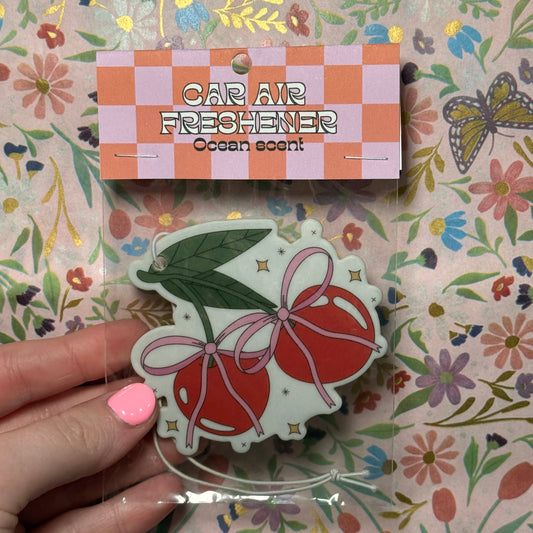 CAR AIR
FRESHENER
Ocean scent